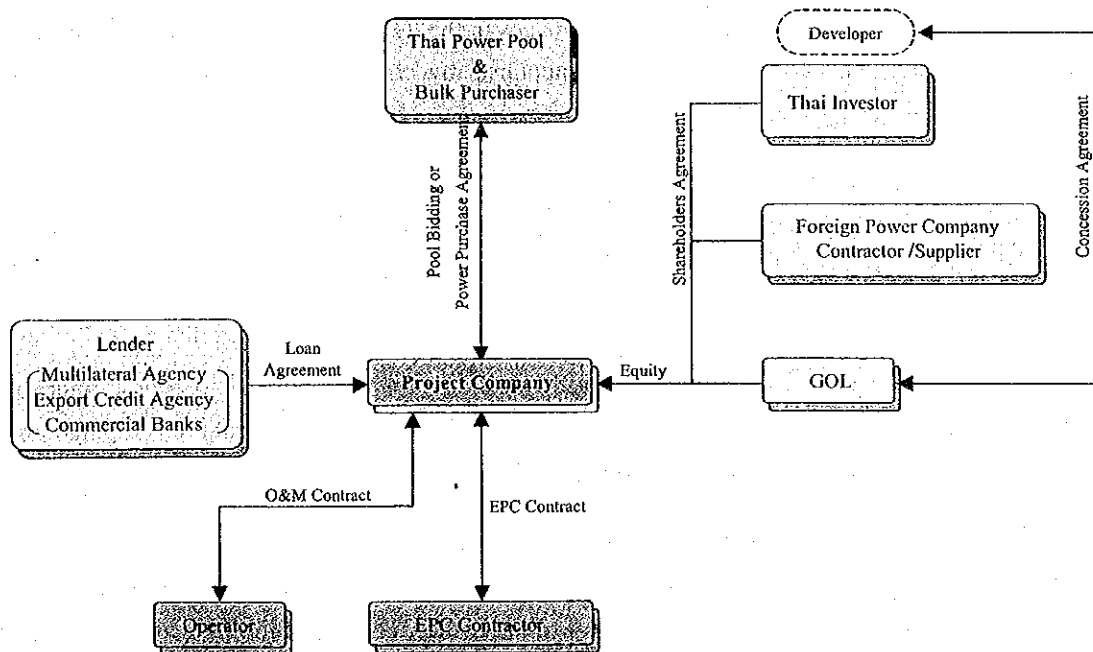 Thai Power Pool
&
Bulk Purchaser
Developer
Thai Investor
Foreign Power Company
Contractor /Supplier
GOL
Concession Agreement
Shareholders Agreement
Pool Bidding or
Power Purchase Agreement
Lender
Multilateral Agency
Export Credit Agency
Commercial Banks
Loan
Agreement
Project Company
Equity
O&M Contract
EPC Contract
Operator
EPC Contractor